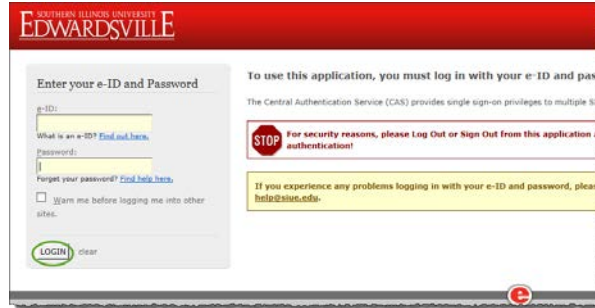 SOUTHERN ILLINOIS UNIVERSITY
EDWARDSVILLE
Enter your e-ID and Password
e-ID:
What is an e-ID? Find out here.
Password:
Forget your password? Find help here.
Warn me before logging me into other
sites.
LOGIN clear
To use this application, you must log in with your e-ID and pas
The Central Authentication Service (CAS) provides single sign-on privileges to multiple S
STOP
For security reasons, please Log Out or Sign Out from this application
authentication!
If you experience any problems logging in with your e-ID and password, plea
help@siue.edu.
e